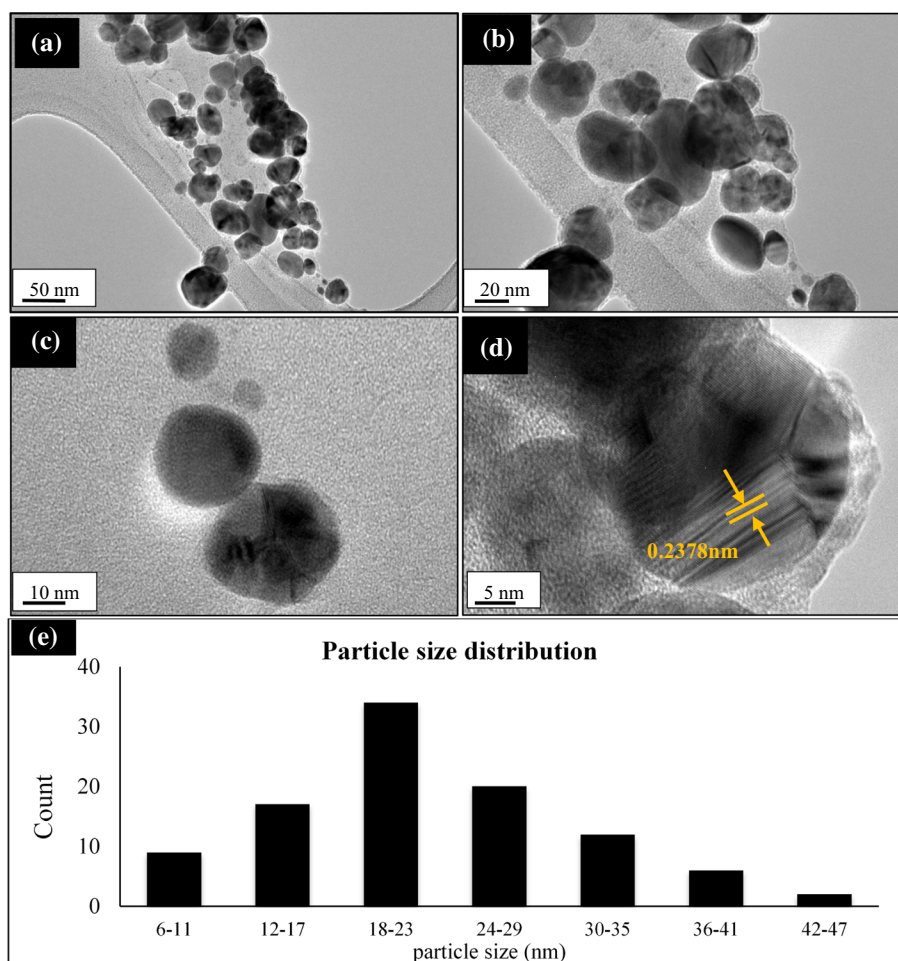 (a)
50 nm
(b)
20 nm
(c)
10 nm
(d)
0.2378nm
5 nm
(e)
Particle size distribution
40
30
20
10
0
Count
6-11 12-17 18-23 24-29 30-35 36-41 42-47
particle size (nm)